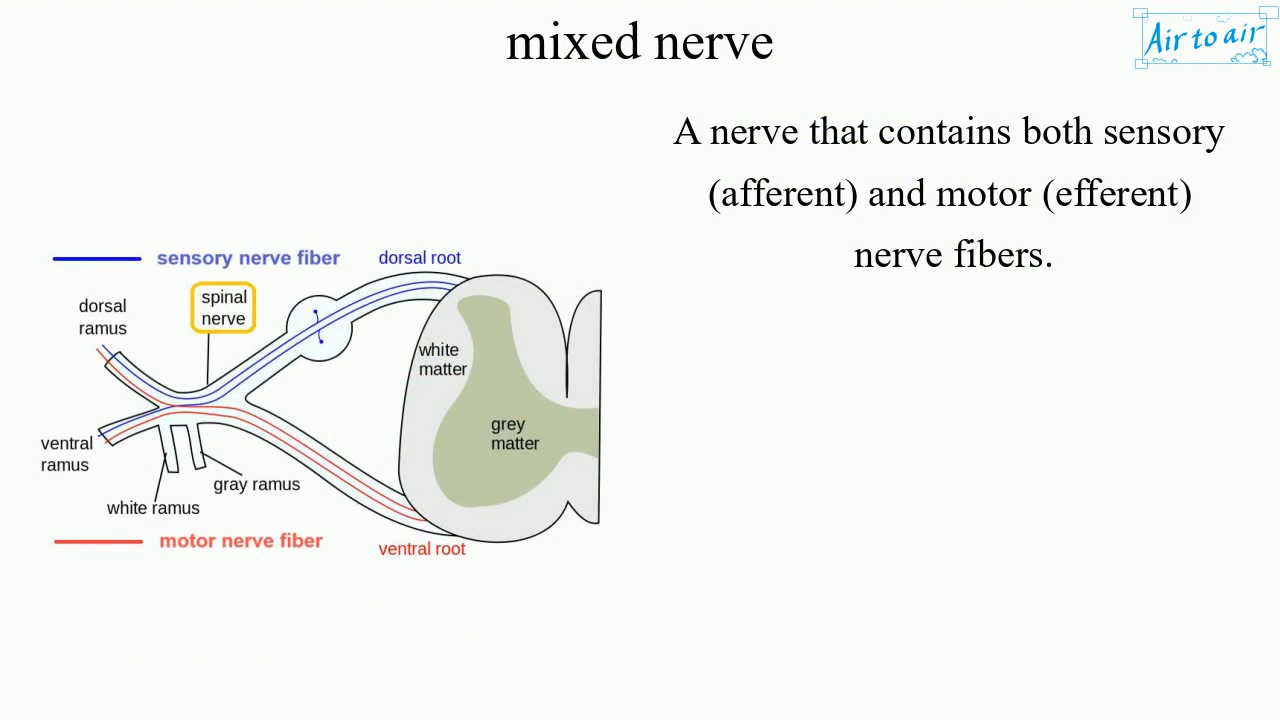 mixed nerve
Air to air
A nerve that contains both sensory
(afferent) and motor (efferent)
nerve fibers.
sensory nerve fiber
dorsal root
spinal
nerve
dorsal
ramus
white
matter
grey
matter
ventral
ramus
gray ramus
white ramus
motor nerve fiber
ventral root